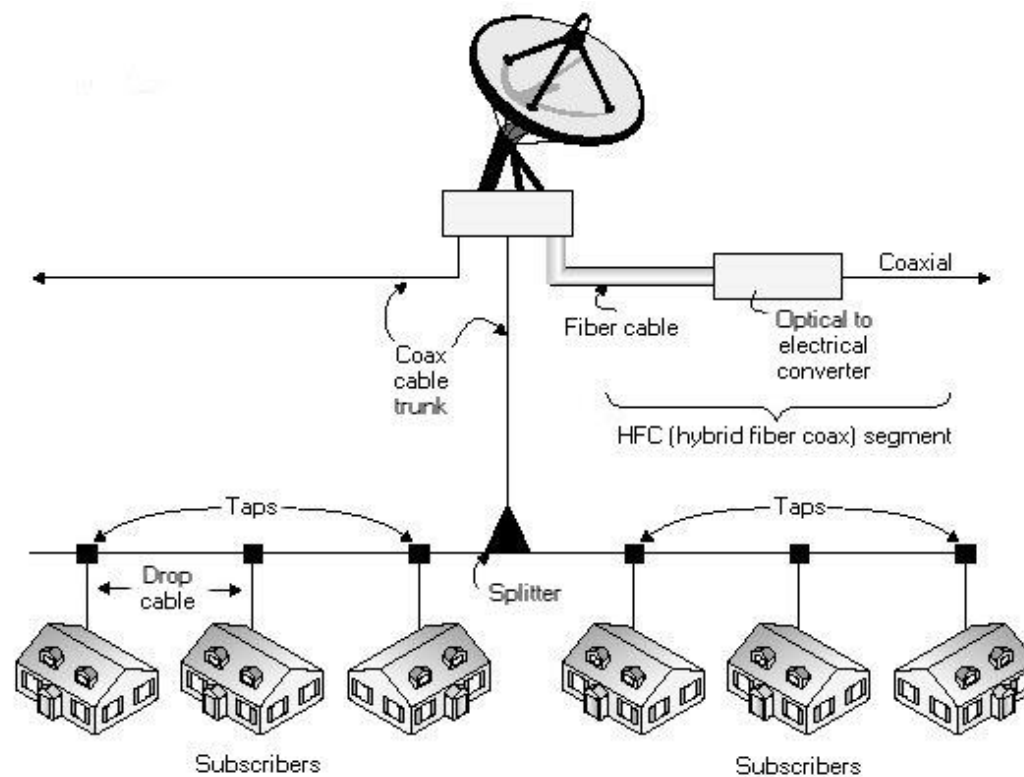 Coaxial
Fiber cable
Optical to
electrical
converter
Coax
cable
trunk
HFC (hybrid fiber coax) segment
Taps
Taps
Drop
cable
Splitter
Subscribers
Subscribers